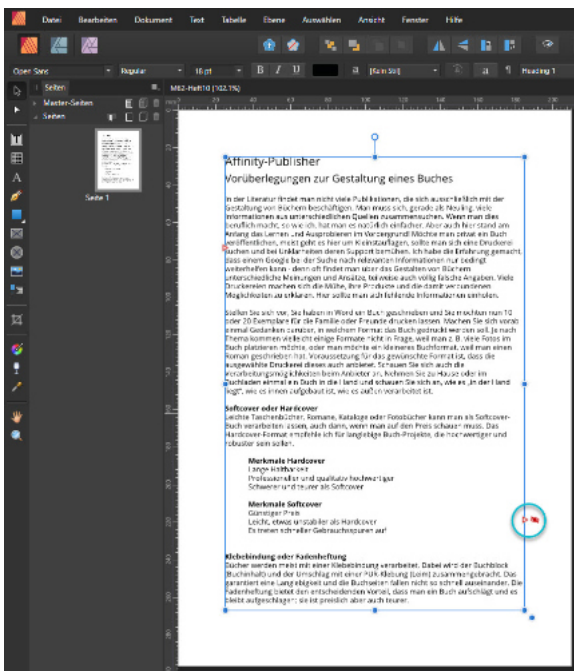 Datei Bearbeiten Dokument Text Tabelle Ebene Auswählen Ansicht Fenster Hilfe
Open Sans Regular 16 pt B I U a [Kein Stil] a ¶ Heading 1
Seiten
M82-Heft10 (102.1%)
Master-Seiten
Seiten
Seite 1
Affinity-Publisher
Vorüberlegungen zur Gestaltung eines Buches
In der Literatur findet man nicht viele Publikationen, die sich ausschließlich mit der
Gestaltung von Büchern beschäftigen. Man muss sich, gerade als Neuling, viele
Informationen aus unterschiedlichen Quellen zusammensuchen. Wenn man dies
beruflich macht, so wie ich, hat man es natürlich einfacher. Aber auch hier stand am
Anfang das Lernen und Ausprobieren im Vordergrund! Möchte man privat ein Buch
veröffentlichen, meist geht es hier um Kleinstauflagen, sollte man sich eine Druckerei
suchen und bei Unklarheiten deren Support bemühen. Ich habe die Erfahrung gemacht,
dass einem Google bei der Suche nach relevanten Informationen nur bedingt
weiterhelfen kann - denn oft findet man über das Gestalten von Büchern
unterschiedliche Meinungen und Ansätze, teilweise auch völlig falsche Angaben. Viele
Druckereien machen sich die Mühe, ihre Produkte und die damit verbundenen
Möglichkeiten zu erklären. Hier sollte man sich fehlende Informationen einholen.
Stellen Sie sich vor, Sie haben in Word ein Buch geschrieben und Sie möchten nun 10
oder 20 Exemplare für die Familie oder Freunde drucken lassen. Machen Sie sich vorab
einmal Gedanken darüber, in welchem Format das Buch gedruckt werden soll. Je nach
Thema kommen vielleicht einige Formate nicht in Frage, weil man z. B. viele Fotos im
Buch platzieren möchte, oder man möchte ein kleineres Buchformat, weil man einen
Roman geschrieben hat. Voraussetzung für das gewünschte Format ist, dass die
ausgewählte Druckerei dieses auch anbietet. Schauen Sie sich auch die
Verarbeitungsmöglichkeiten beim Anbieter an. Nehmen Sie zu Hause oder im
Buchladen einmal ein Buch in die Hand und schauen Sie sich an, wie es „in der Hand
liegt“, wie es innen aufgebaut ist, wie es außen verarbeitet ist.
Softcover oder Hardcover
Leichte Taschenbücher, Romane, Kataloge oder Fotobücher kann man als Softcover-
Buch verarbeiten lassen, auch dann, wenn man auf den Preis schauen muss. Das
Hardcover-Format empfehle ich für langlebige Buch-Projekte, die hochwertiger und
robuster sein sollen.
Merkmale Hardcover
Lange Haltbarkeit
Professioneller und qualitativ hochwertiger
Schwerer und teurer als Softcover
Merkmale Softcover
Günstiger Preis
Leicht, etwas unstabiler als Hardcover
Es treten schneller Gebrauchsspuren auf
Klebebindung oder Fadenheftung
Bücher werden meist mit einer Klebebindung verarbeitet. Dabei wird der Buchblock
(Buchinhalt) und der Umschlag mit einer PUR-Klebung (Leim) zusammengebracht. Das
garantiert eine Langlebigkeit und die Buchseiten fallen nicht so schnell auseinander. Die
Fadenheftung bietet den entscheidenden Vorteil, dass man ein Buch aufschlägt und es
bleibt aufgeschlagen; sie ist preislich aber auch teurer.